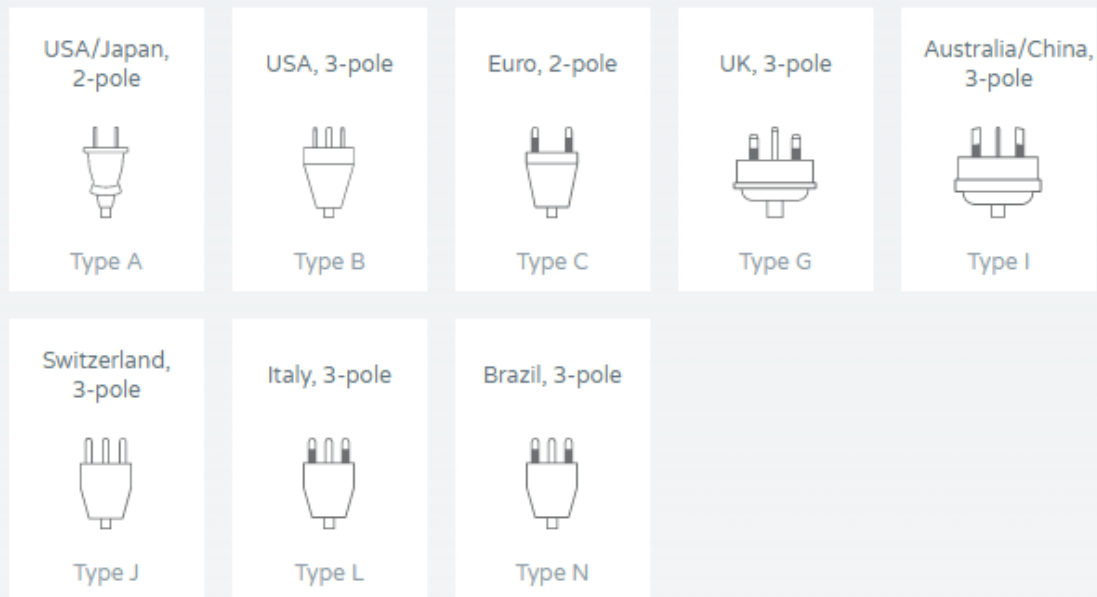 USA/Japan,
2-pole
Type A
USA, 3-pole
Type B
Euro, 2-pole
Type C
UK, 3-pole
Type G
Australia/China,
3-pole
Type I
Switzerland,
3-pole
Type J
Italy, 3-pole
Type L
Brazil, 3-pole
Type N